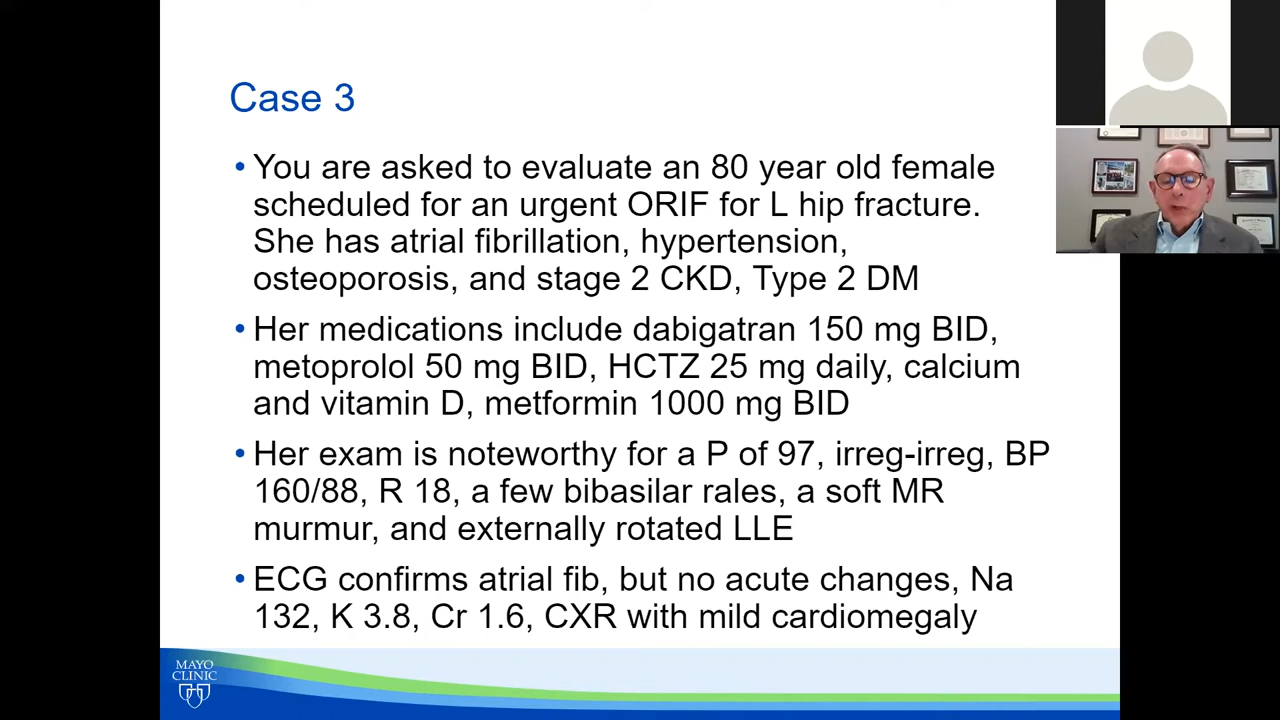 Case 3
• You are asked to evaluate an 80 year old female
scheduled for an urgent ORIF for L hip fracture.
She has atrial fibrillation, hypertension,
osteoporosis, and stage 2 CKD, Type 2 DM
• Her medications include dabigatran 150 mg BID,
metoprolol 50 mg BID, HCTZ 25 mg daily, calcium
and vitamin D, metformin 1000 mg BID
• Her exam is noteworthy for a P of 97, irreg-irreg, BP
160/88, R 18, a few bibasilar rales, a soft MR
murmur, and externally rotated LLE
• ECG confirms atrial fib, but no acute changes, Na
132, K 3.8, Cr 1.6, CXR with mild cardiomegaly
MAYO
CLINIC